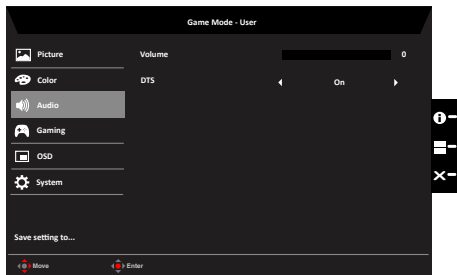 Game Mode - User
Picture
Volume 0
Color
DTS On
Audio
Gaming
OSD
System
Save setting to...
Move Enter